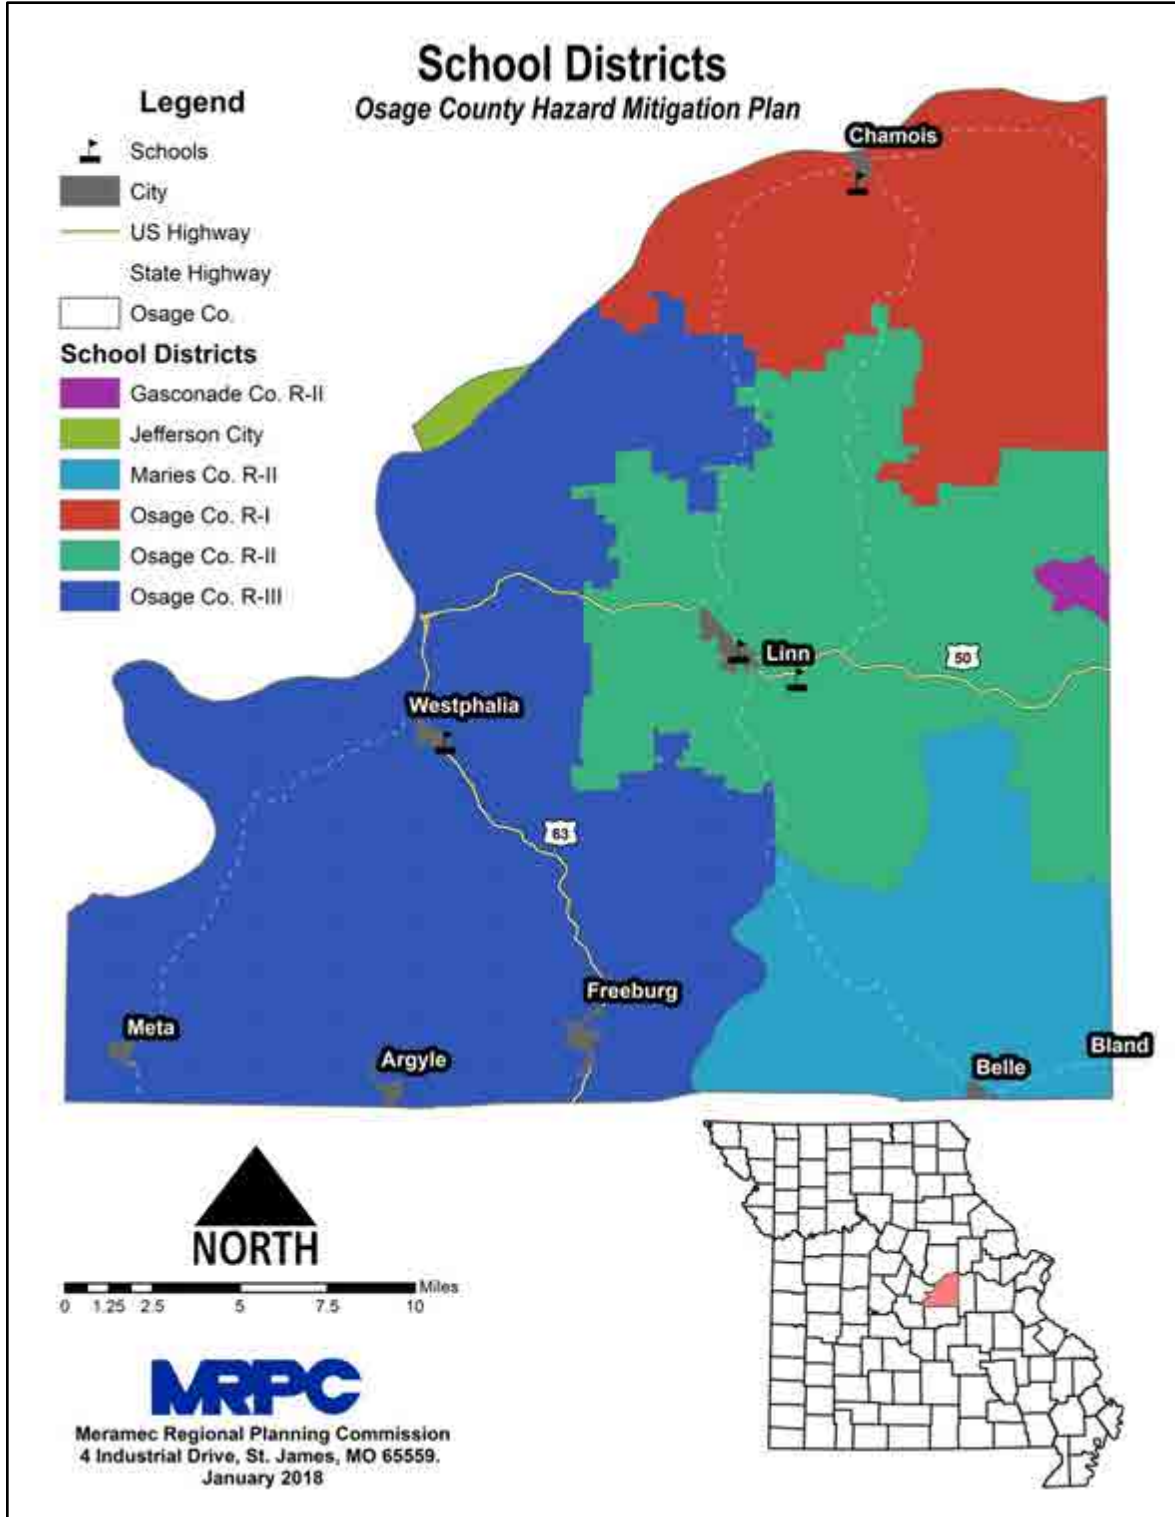 School Districts
Osage County Hazard Mitigation Plan
Legend
Schools
City
US Highway
State Highway
Osage Co.
School Districts
Gasconade Co. R-II
Jefferson City
Maries Co. R-II
Osage Co. R-I
Osage Co. R-II
Osage Co. R-III
Chamois
Linn
50
Westphalia
63
Freeburg
Meta
Argyle
Belle
Bland
NORTH
Miles
0 1.25 2.5 5 7.5 10
MRPC
Meramec Regional Planning Commission
4 Industrial Drive, St. James, MO 65559.
January 2018